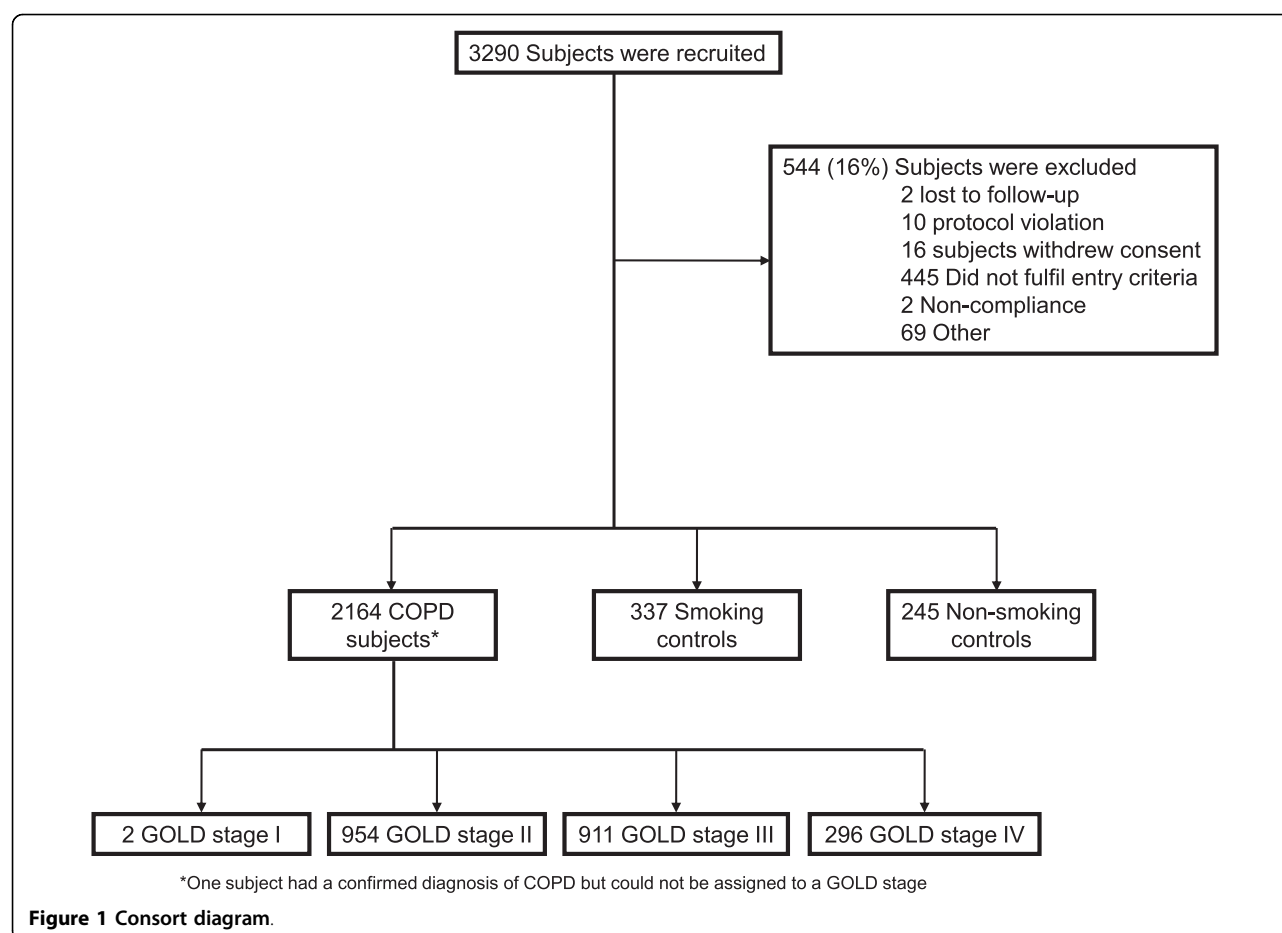 3290 Subjects were recruited
544 (16%) Subjects were excluded
2 lost to follow-up
10 protocol violation
16 subjects withdrew consent
445 Did not fulfil entry criteria
2 Non-compliance
69 Other
2164 COPD
subjects*
337 Smoking
controls
245 Non-smoking
controls
2 GOLD stage I
954 GOLD stage II
911 GOLD stage III
296 GOLD stage IV
*One subject had a confirmed diagnosis of COPD but could not be assigned to a GOLD stage
Figure 1 Consort diagram.